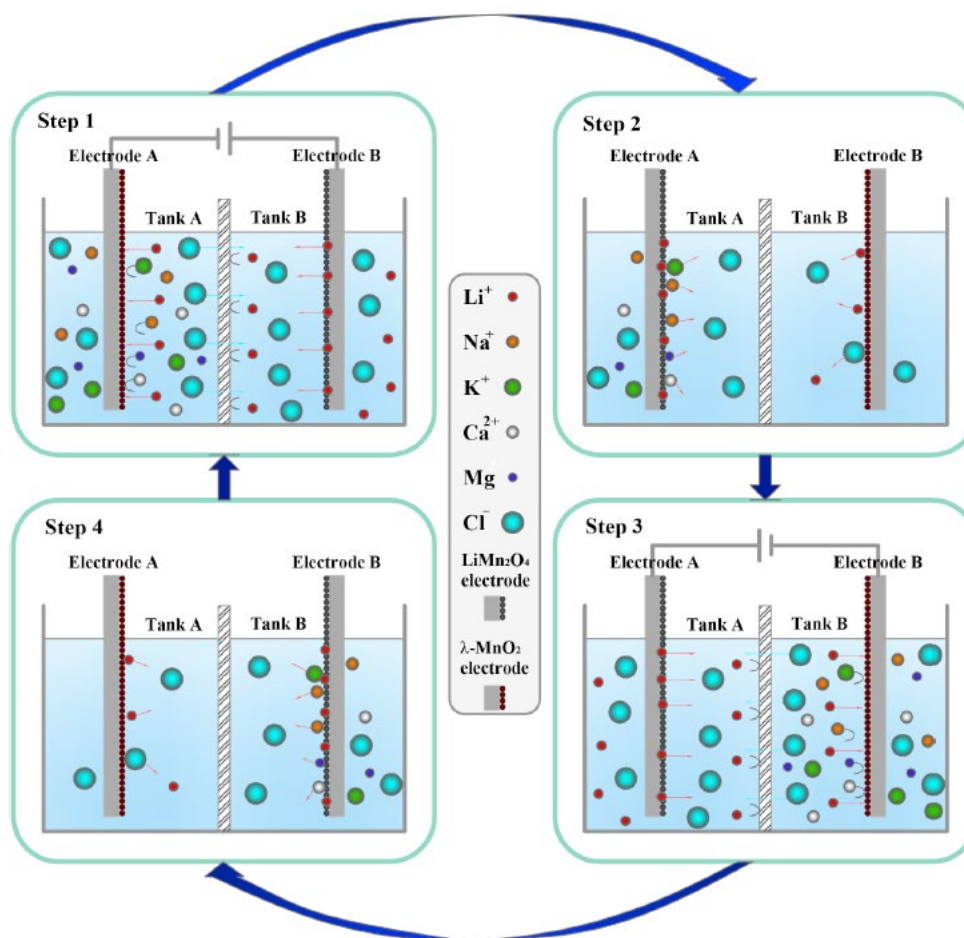 Step 1
Electrode A
Electrode B
Tank A
Tank B
Step 2
Electrode A
Electrode B
Tank A
Tank B
Li⁺
Na⁺
K⁺
Ca²⁺
Mg
Cl⁻
LiMn₂O₄
electrode
λ-MnO₂
electrode
Step 4
Electrode A
Electrode B
Tank A
Tank B
Step 3
Electrode A
Electrode B
Tank A
Tank B